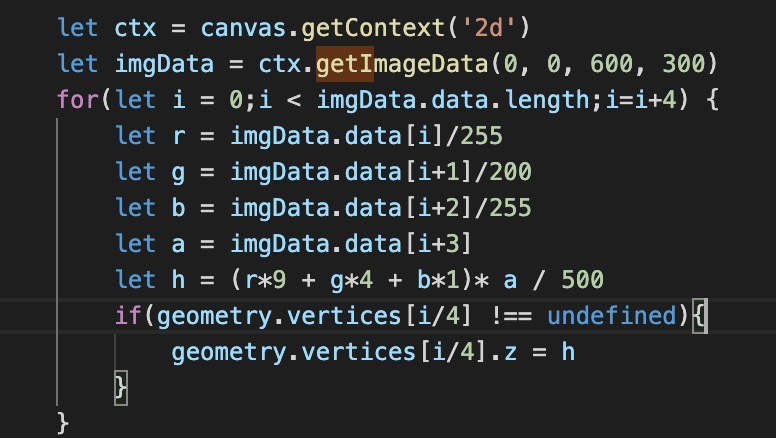 let ctx = canvas.getContext('2d')
let imgData = ctx.getImageData(0, 0, 600, 300)
for(let i = 0;i < imgData.data.length;i=i+4) {
    let r = imgData.data[i]/255
    let g = imgData.data[i+1]/200
    let b = imgData.data[i+2]/255
    let a = imgData.data[i+3]
    let h = (r*9 + g*4 + b*1)* a / 500
    if(geometry.vertices[i/4] !== undefined){
        geometry.vertices[i/4].z = h
    }
}